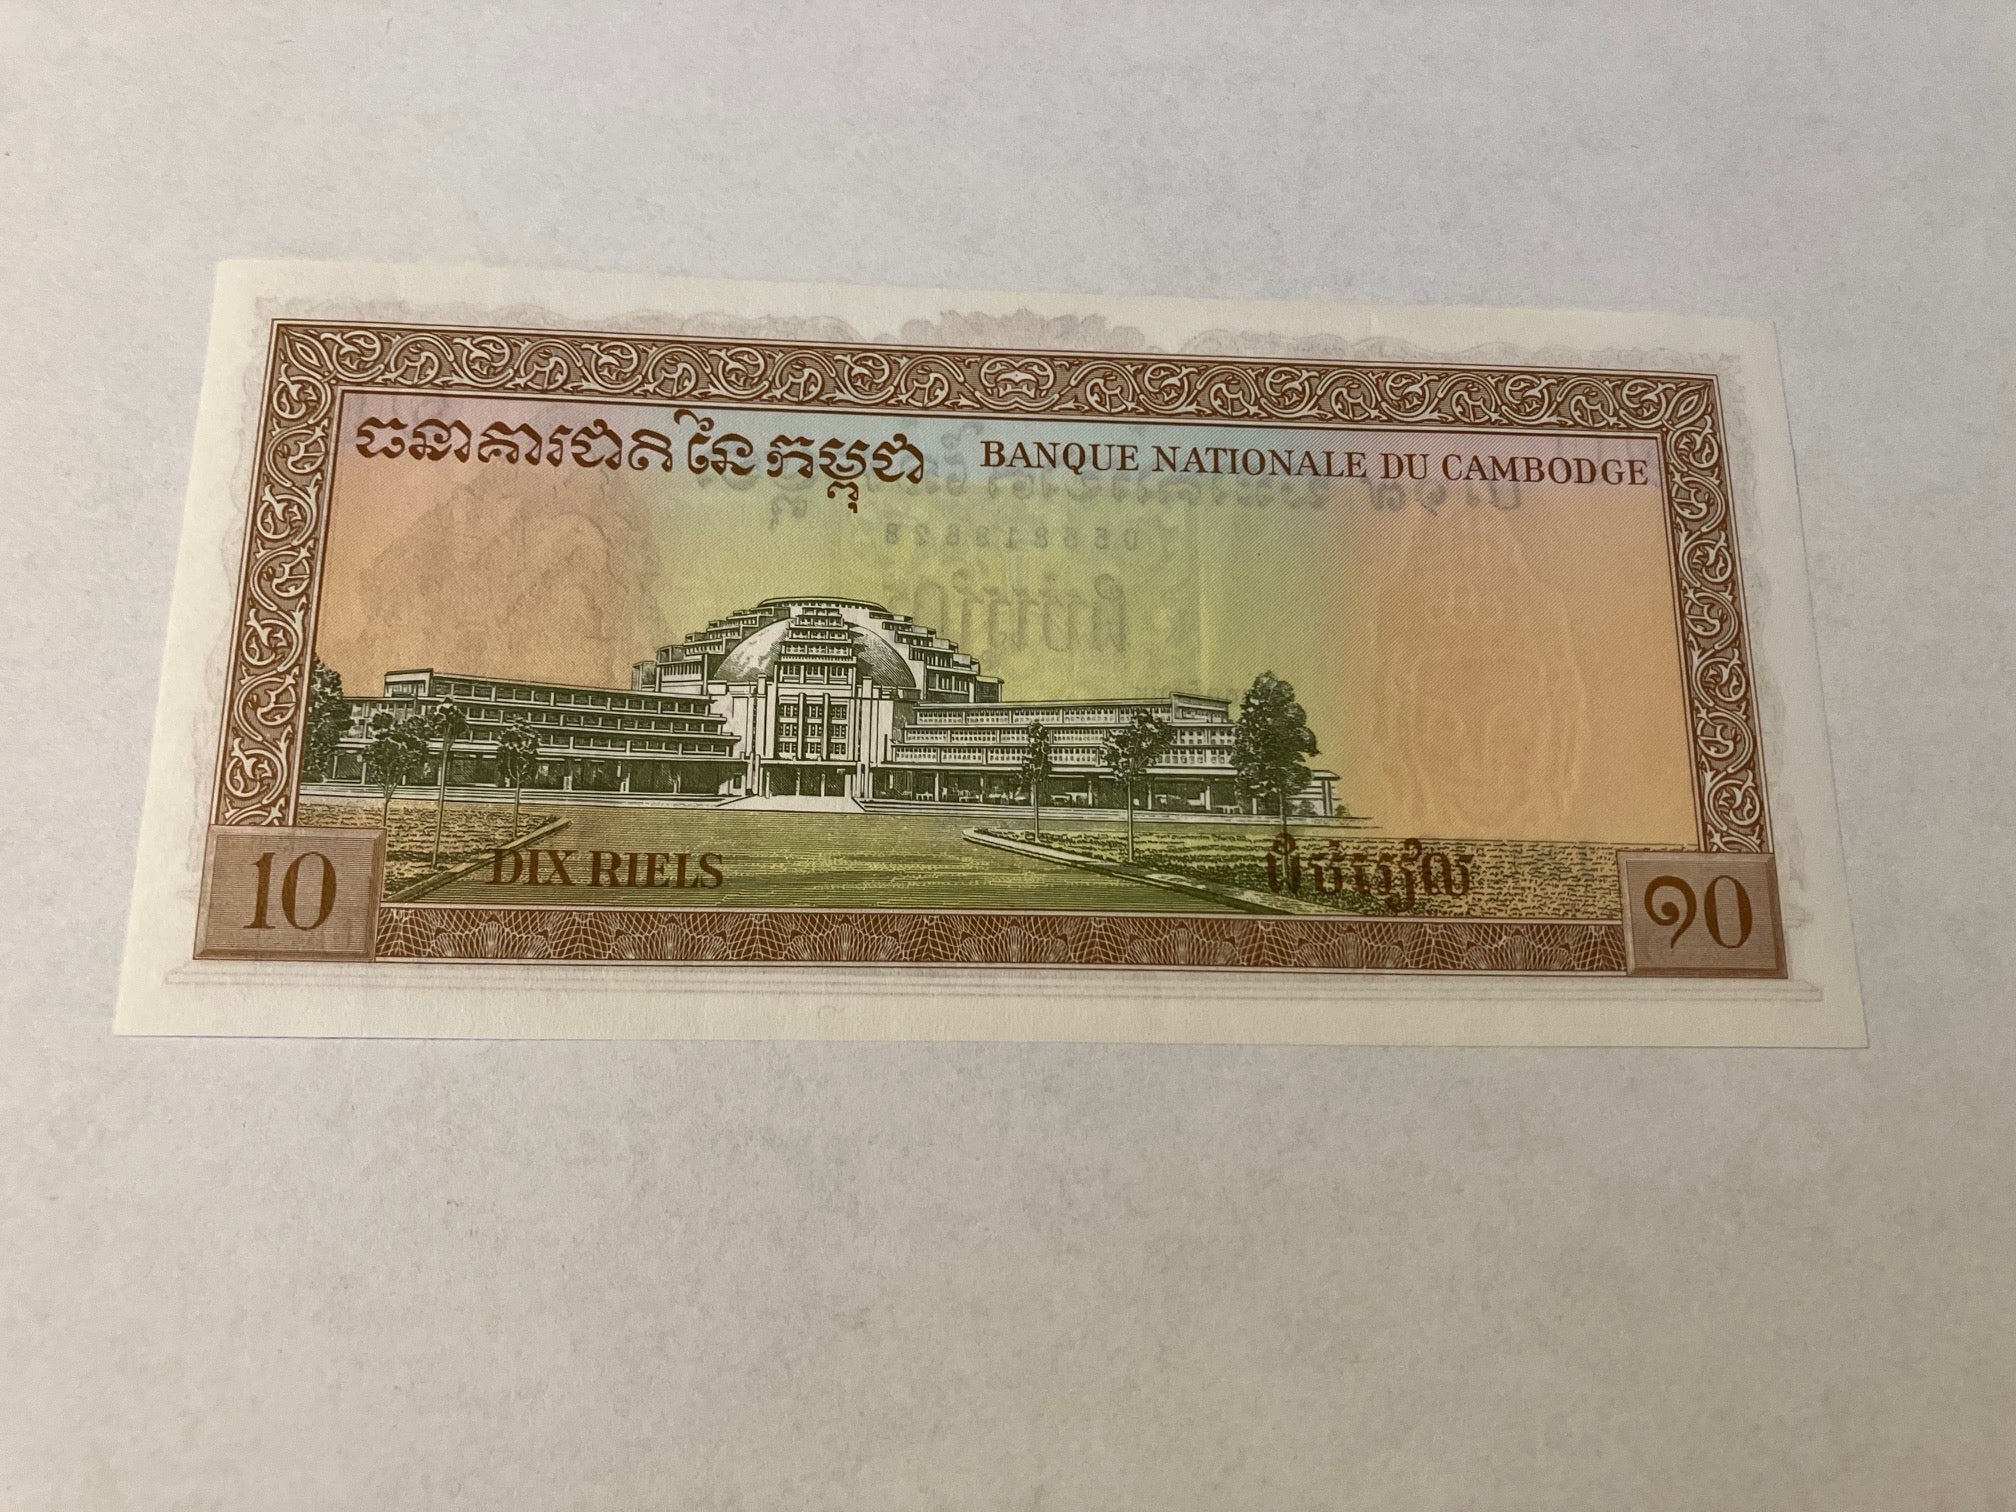 ធនាគារជាតិនៃកម្ពុជា BANQUE NATIONALE DU CAMBODGE
DIX RIELS ដប់រៀល
10 ១០